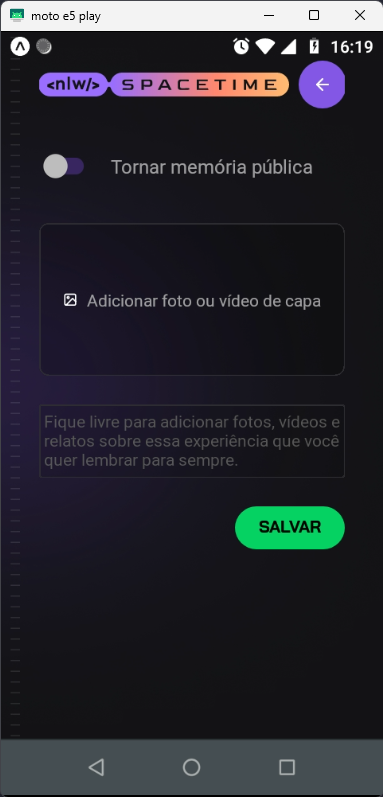 moto e5 play
16:19
<nlw/> SPACETIME
Tornar memória pública
Adicionar foto ou vídeo de capa
Fique livre para adicionar fotos, vídeos e
relatos sobre essa experiência que você
quer lembrar para sempre.
SALVAR